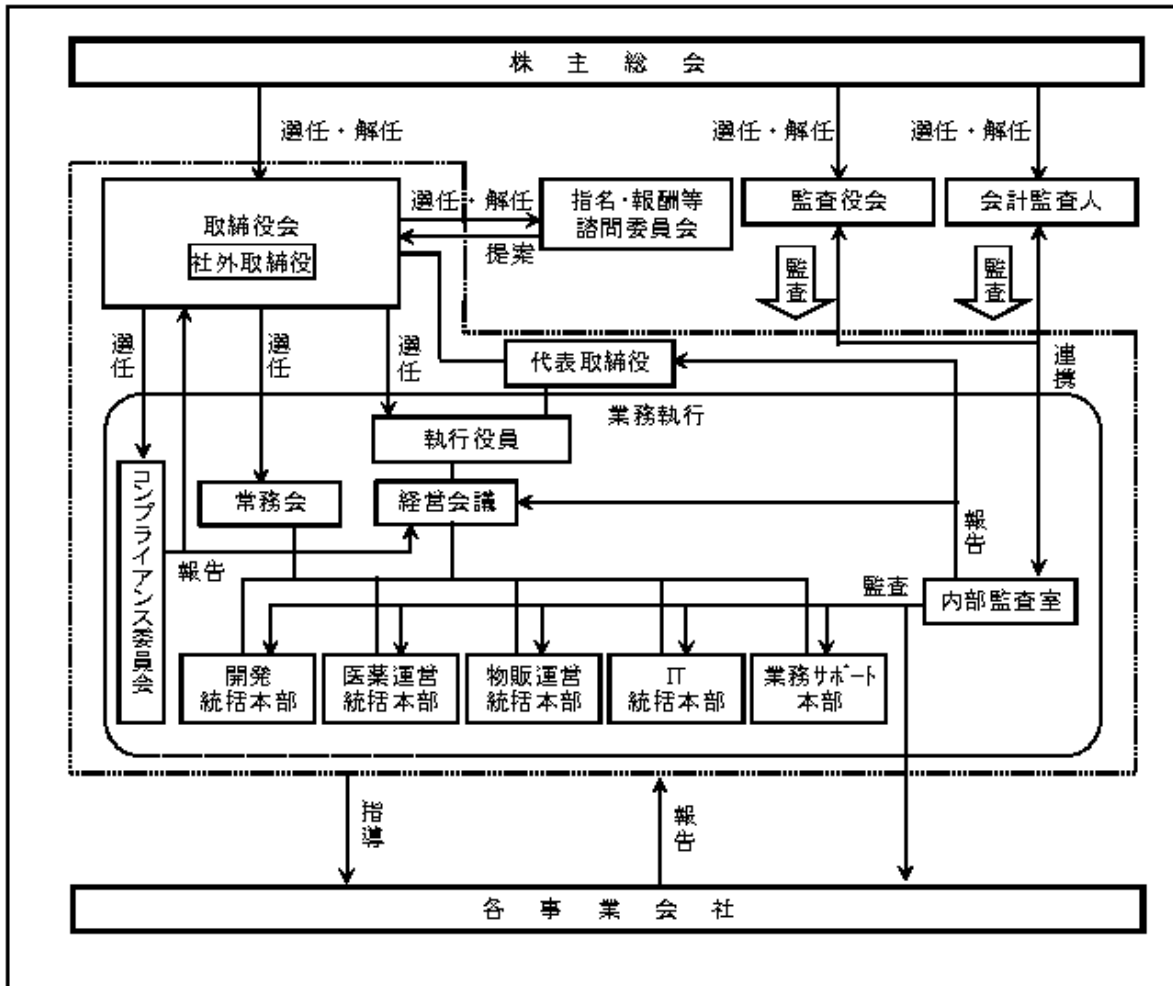 株主総会
選任・解任
選任・解任
選任・解任
取締役会
社外取締役
選任・解任
提案
指名・報酬等
諮問委員会
監査役会
会計監査人
監査
監査
選任
選任
選任
代表取締役
連携
業務執行
執行役員
コンプライアンス委員会
常務会
経営会議
報告
報告
監査
内部監査室
開発
統括本部
医薬運営
統括本部
物販運営
統括本部
IT
統括本部
業務ｻﾎﾟｰﾄ
本部
指導
報告
各事業会社